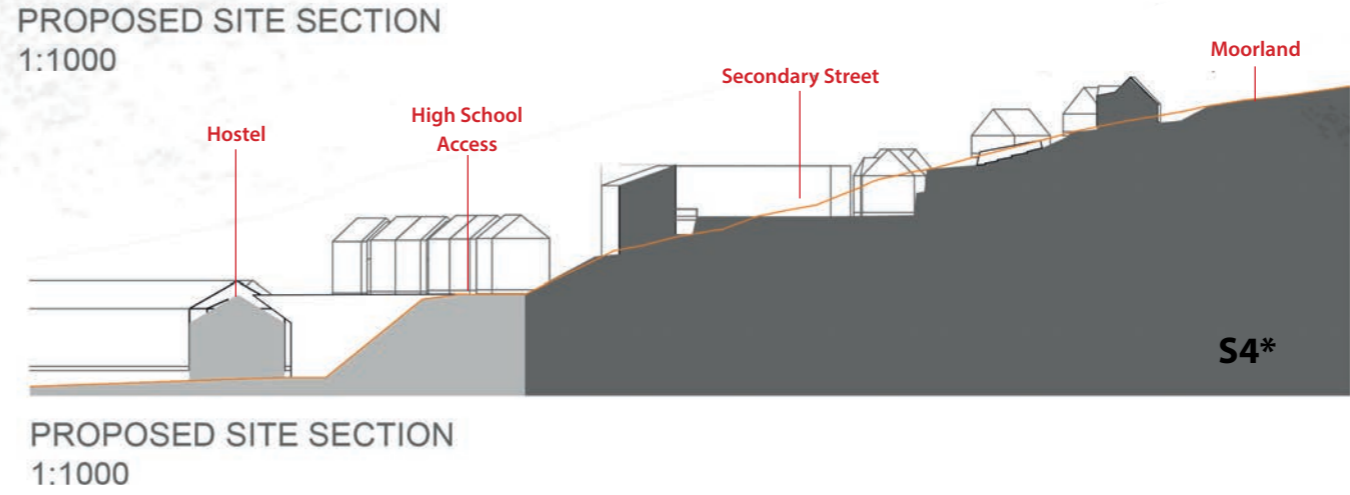 PROPOSED SITE SECTION
1:1000
Moorland
Secondary Street
High School
Access
Hostel
S4*
PROPOSED SITE SECTION
1:1000